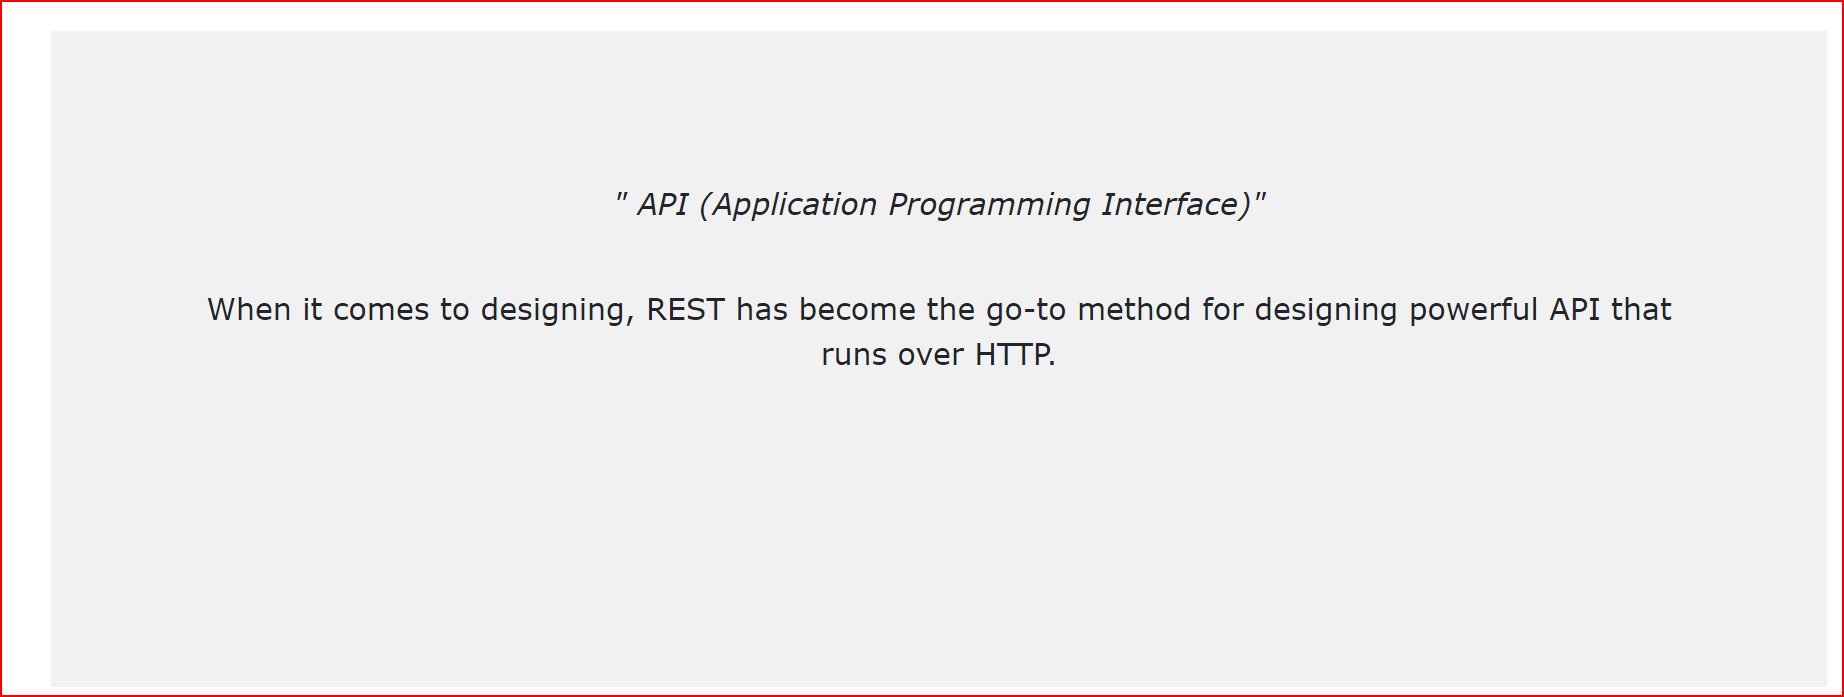 " API (Application Programming Interface)"
When it comes to designing, REST has become the go-to method for designing powerful API that
runs over HTTP.